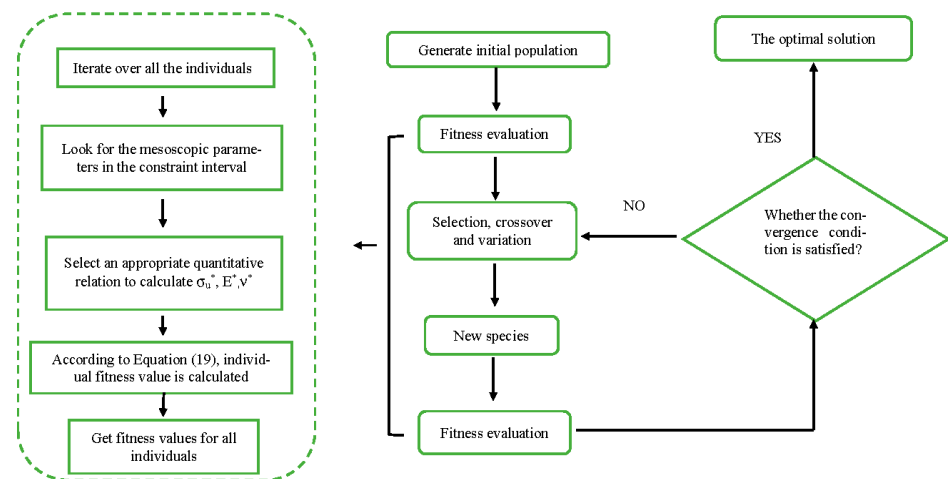 Iterate over all the individuals
Look for the mesoscopic parame-
ters in the constraint interval
Select an appropriate quantitative
relation to calculate σu*, E*,ν*
According to Equation (19), individ-
ual fitness value is calculated
Get fitness values for all
individuals
Generate initial population
Fitness evaluation
Selection, crossover
and variation
New species
Fitness evaluation
The optimal solution
YES
NO
Whether the con-
vergence condi-
tion is satisfied?